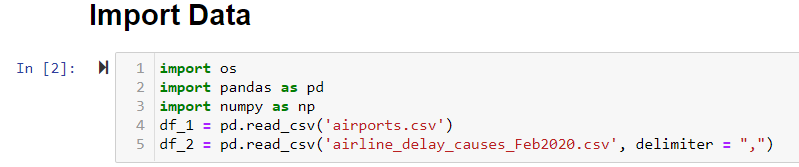 Import Data
In [2]:
1 import os
2 import pandas as pd
3 import numpy as np
4 df_1 = pd.read_csv('airports.csv')
5 df_2 = pd.read_csv('airline_delay_causes_Feb2020.csv', delimiter = ",")